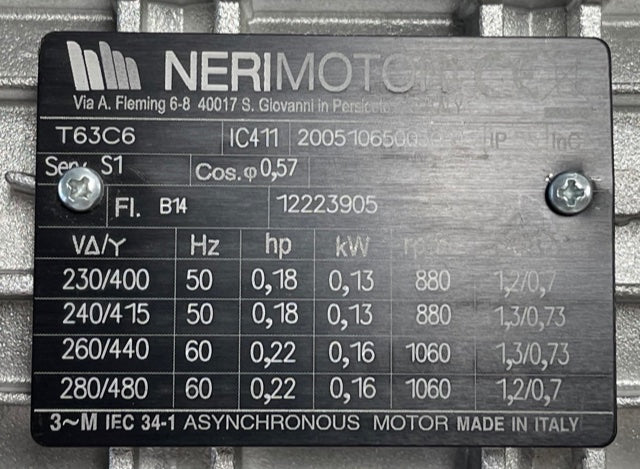 NERIMOTORI
Via A. Fleming 6-8 40017 S. Giovanni in Persiceto ITALY
T63C6 IC411 IP InC
Serv. S1 Cos.φ 0,57
Fl. B14 12223905
V∆/Y Hz hp kW
230/400 50 0,18 0,13 880 1,2/0,7
240/415 50 0,18 0,13 880 1,3/0,73
260/440 60 0,22 0,16 1060 1,3/0,73
280/480 60 0,22 0,16 1060 1,2/0,7
3~M IEC 34-1 ASYNCHRONOUS MOTOR MADE IN ITALY